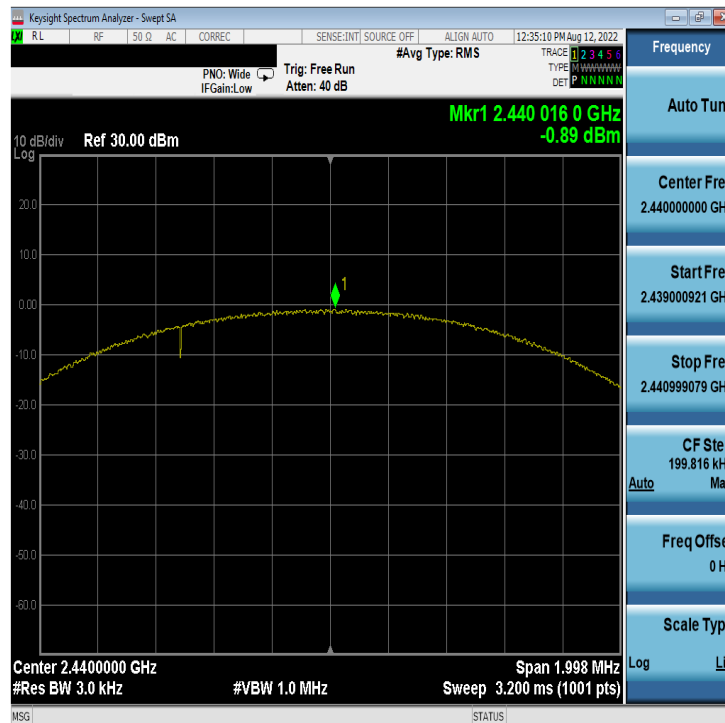 Keysight Spectrum Analyzer - Swept SA
RL RF 50 Ω AC CORREC SENSE:INT SOURCE OFF ALIGN AUTO 12:35:10 PM Aug 12, 2022
#Avg Type: RMS
TRACE 1 2 3 4 5 6
PNO: Wide Trig: Free Run TYPE M W W W W W
IFGain:Low Atten: 40 dB DET P N N N N N
Mkr1 2.440 016 0 GHz
-0.89 dBm
10 dB/div Ref 30.00 dBm
Log
20.0
10.0
1
0.00
-10.0
-20.0
-30.0
-40.0
-50.0
-60.0
Center 2.4400000 GHz Span 1.998 MHz
#Res BW 3.0 kHz #VBW 1.0 MHz Sweep 3.200 ms (1001 pts)
MSG STATUS
Frequency
Auto Tun
Center Fre
2.440000000 GH
Start Fre
2.439000921 GH
Stop Fre
2.440999079 GH
CF Ste
199.816 kH
Auto Ma
Freq Offse
0 H
Scale Typ
Log Li